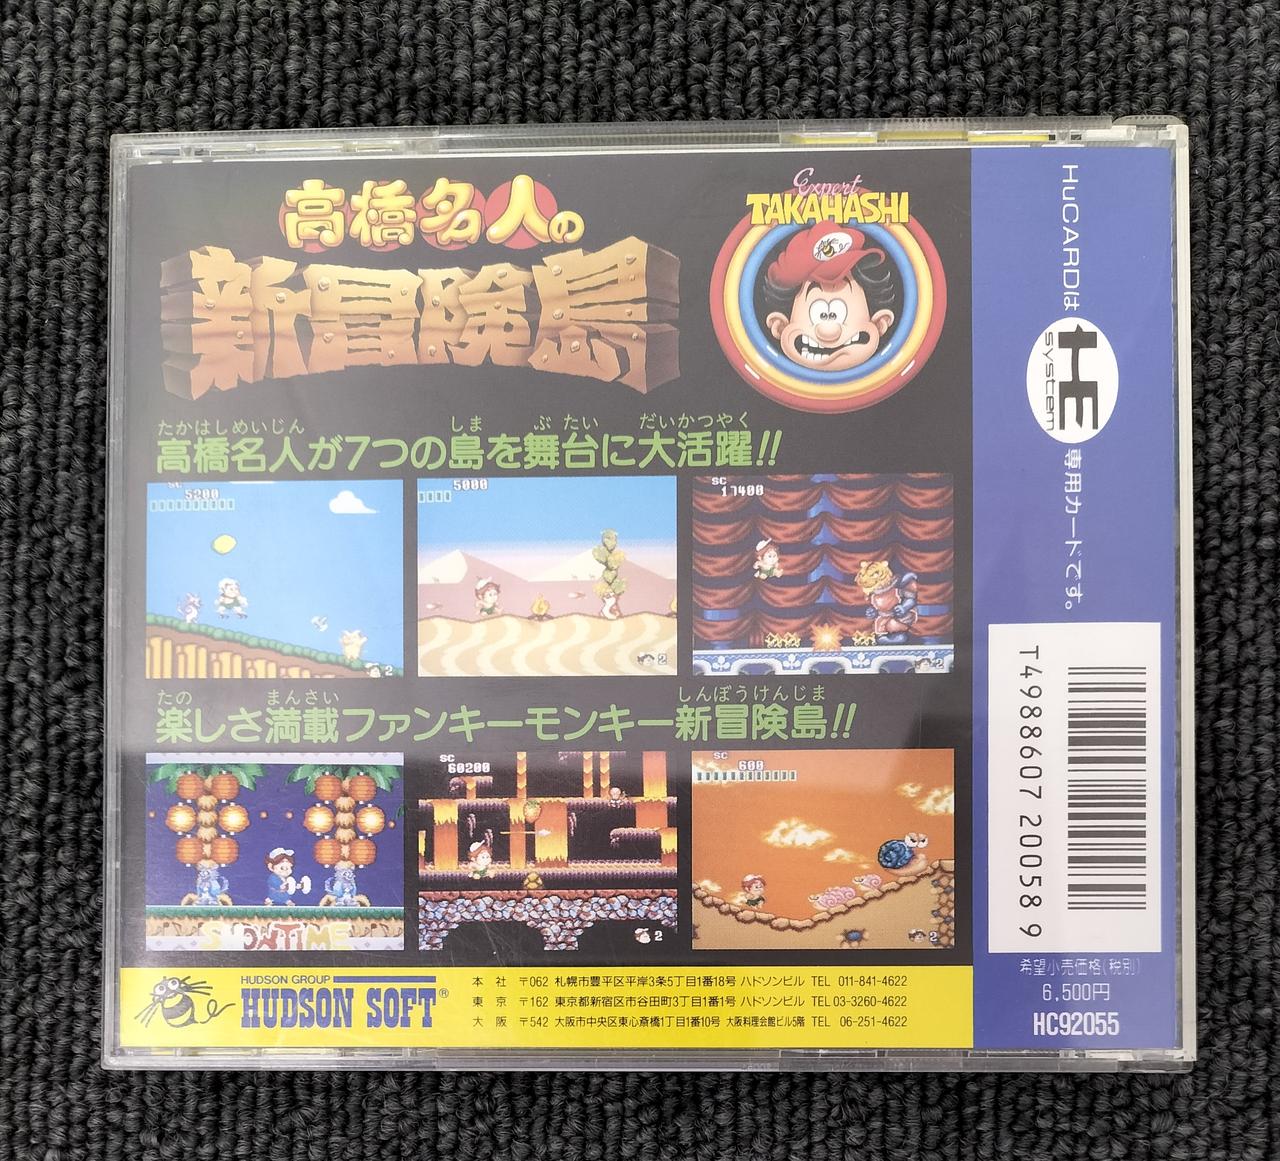 高橋名人の
新冒険島
Expert
TAKAHASHI
たかはしめいじん しま ぶたい だいかつやく
高橋名人が7つの島を舞台に大活躍!!
SC
5200
2
5000
2
SC
17400
2
たの まんさい しんぼうけんじま
楽しさ満載ファンキーモンキー新冒険島!!
SHOWTIME
SC
60200
2
SC
600
2
HUDSON GROUP
HUDSON SOFT®
本 社 〒062 札幌市豊平区平岸3条5丁目1番18号 ハドソンビル TEL 011-841-4622
東 京 〒162 東京都新宿区市谷田町3丁目1番1号 ハドソンビル TEL 03-3260-4622
大 阪 〒542 大阪市中央区東心斎橋1丁目1番10号 大阪料理会館ビル5階 TEL 06-251-4622
HuCARDは
HE
system
専用カードです。
T4988607 20058 9
希望小売価格(税別)
6,500円
HC92055